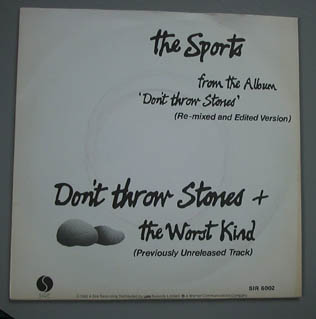 the Sports
from the Album
'Don't throw Stones'
(Re-mixed and Edited Version)
Don't throw Stones +
the Worst Kind
(Previously Unreleased Track)
SIR 6002